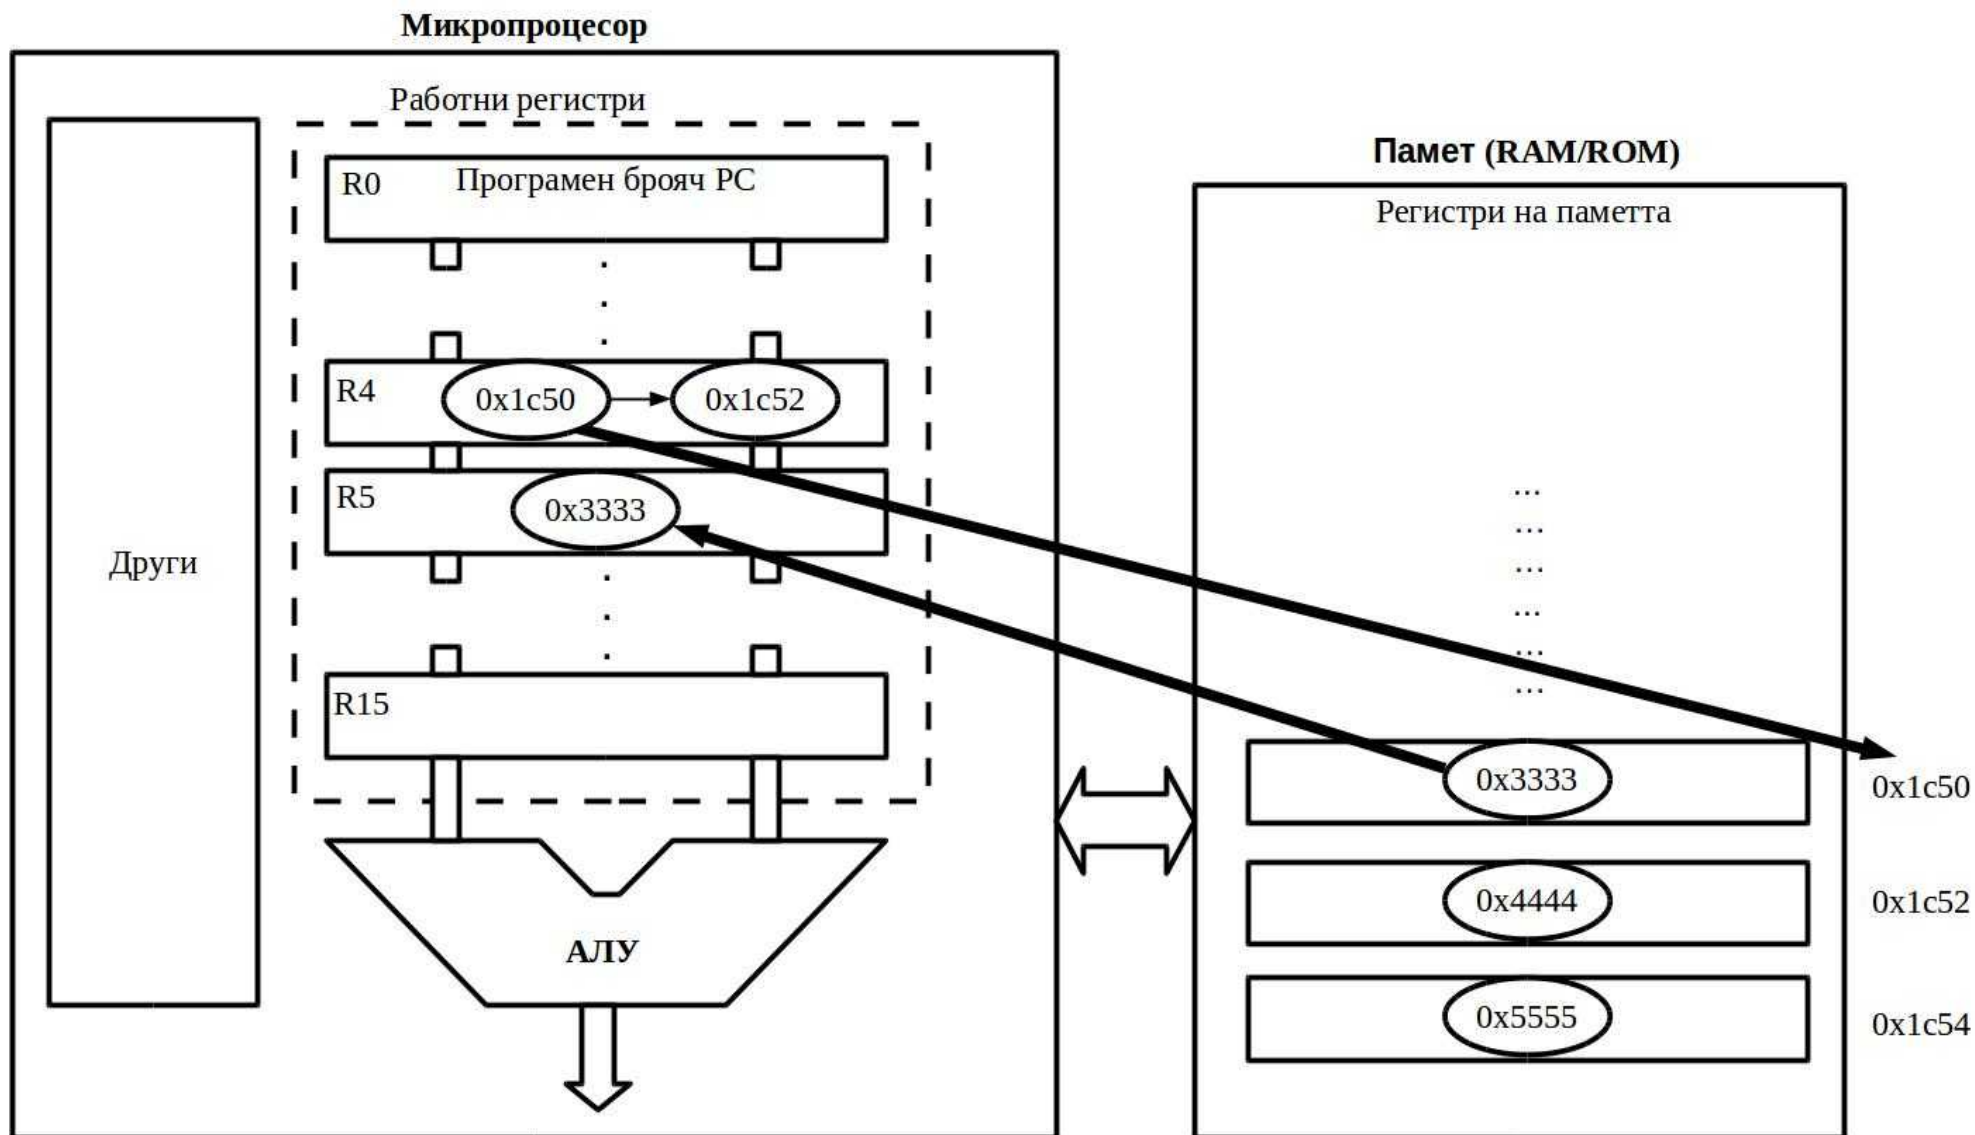 Микропроцесор
Работни регистри
Други
R0
Програмен брояч PC
.
.
.
R4
0x1c50
0x1c52
R5
0x3333
.
.
.
R15
АЛУ
Памет (RAM/ROM)
Регистри на паметта
...
...
...
...
...
...
0x3333
0x1c50
0x4444
0x1c52
0x5555
0x1c54